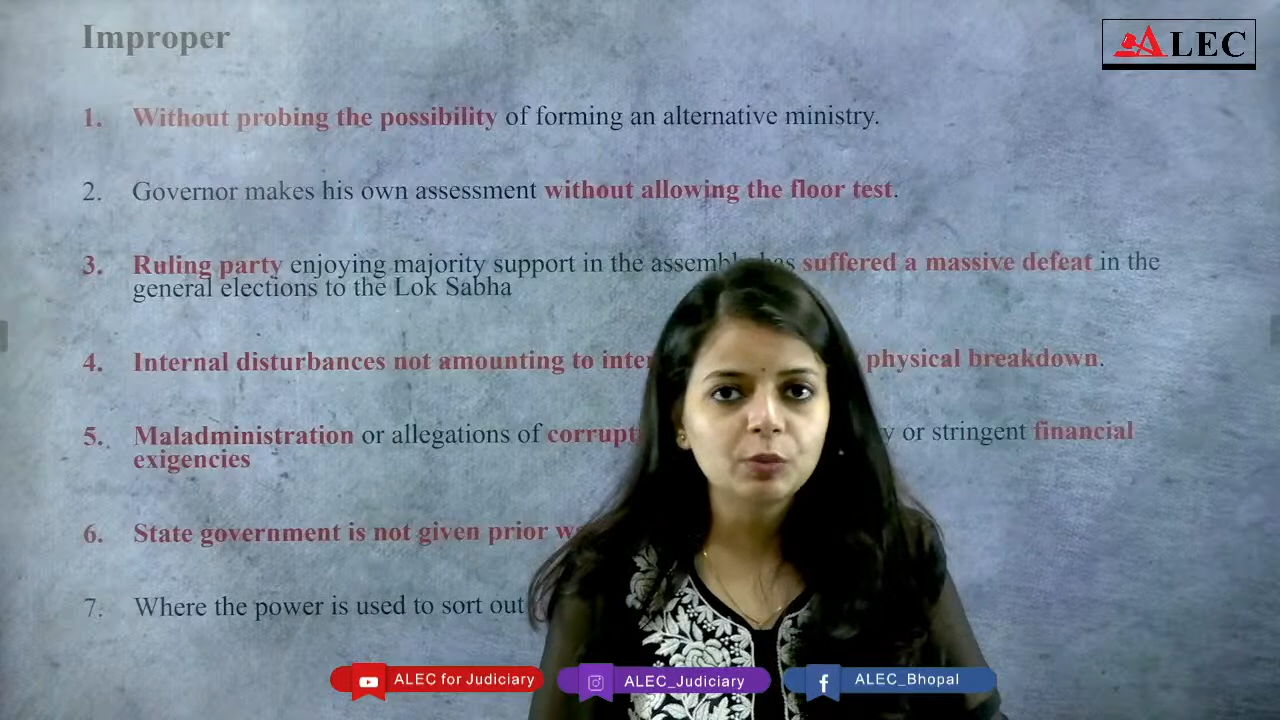 Improper
ALEC
1. Without probing the possibility of forming an alternative ministry.
2. Governor makes his own assessment without allowing the floor test.
3. Ruling party enjoying majority support in the assembly has suffered a massive defeat in the
general elections to the Lok Sabha
4. Internal disturbances not amounting to physical breakdown.
5. Maladministration or allegations of or stringent financial
exigencies
6. State government is not given prior
7. Where the power is used to sort out
ALEC for Judiciary
ALEC_Judiciary
ALEC_Bhopal